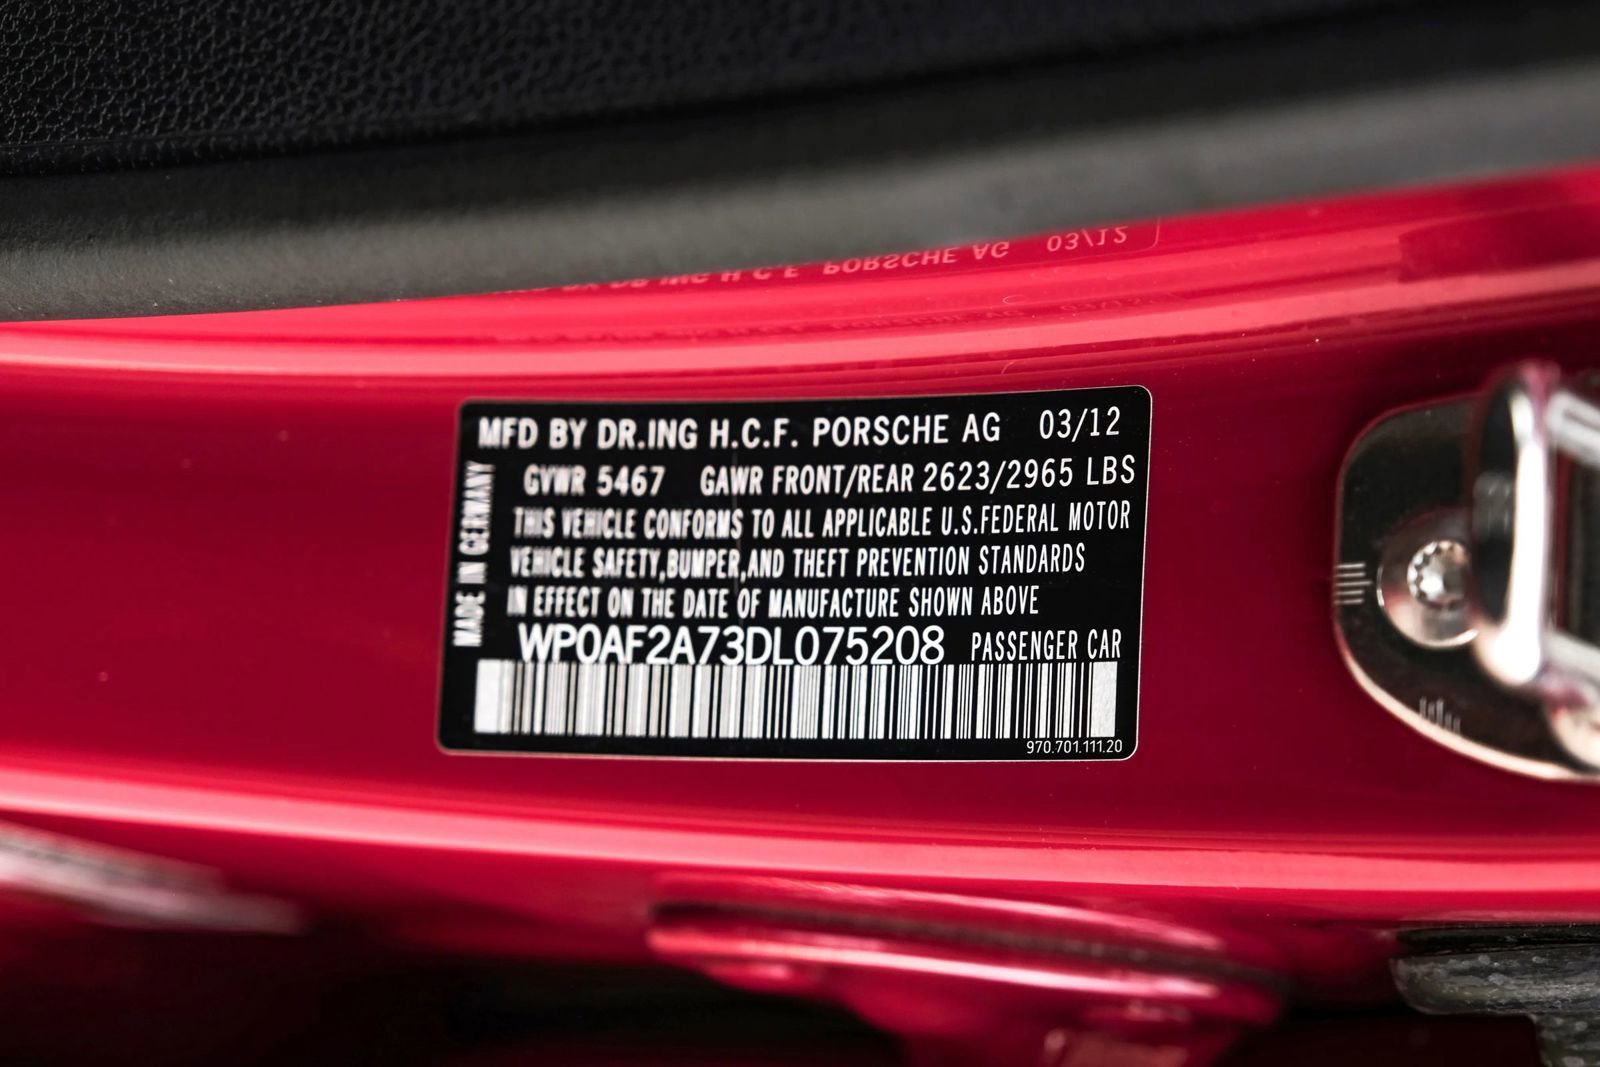 MFD BY DR.ING H.C.F. PORSCHE AG 03/12
GVWR 5467 GAWR FRONT/REAR 2623/2965 LBS
THIS VEHICLE CONFORMS TO ALL APPLICABLE U.S.FEDERAL MOTOR
VEHICLE SAFETY,BUMPER,AND THEFT PREVENTION STANDARDS
IN EFFECT ON THE DATE OF MANUFACTURE SHOWN ABOVE
WP0AF2A73DL075208 PASSENGER CAR
970.701.111.20
MADE IN GERMANY